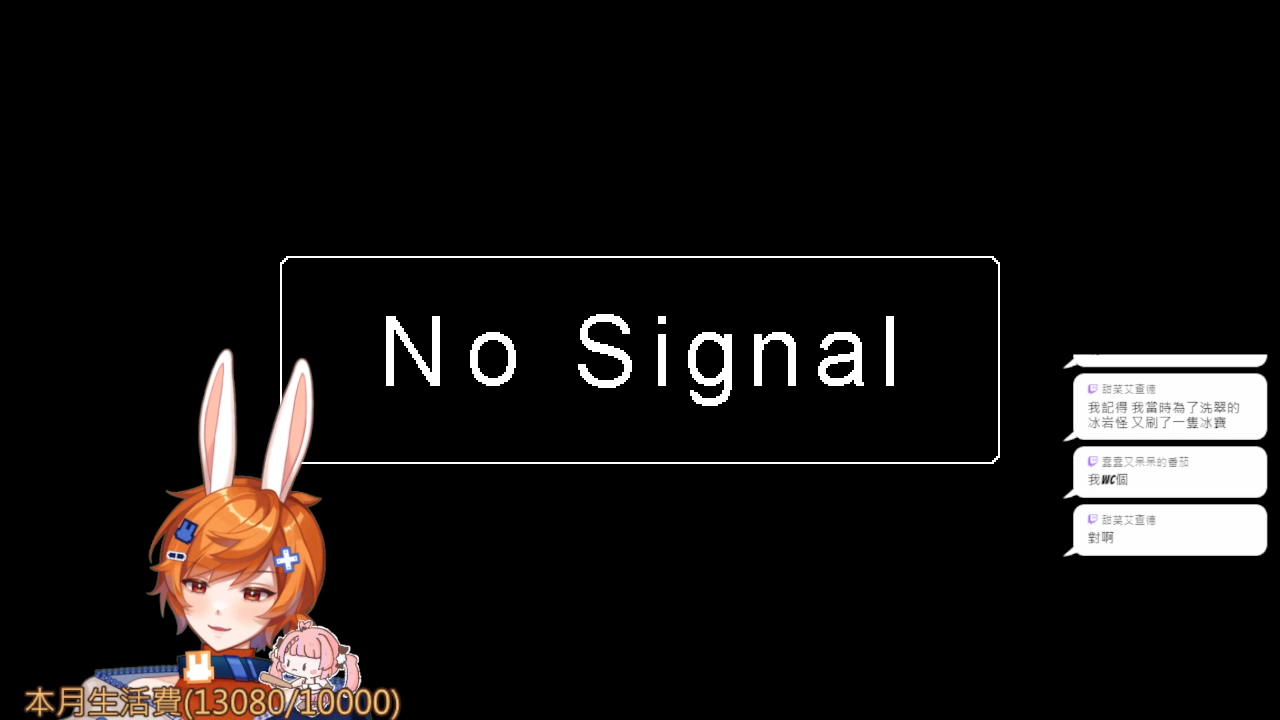 No Signal
甜菜艾查德
我記得 我當時為了洗翠的
冰岩怪 又刷了一隻冰寶
蠢蠢又呆呆的番茄
我WC個
甜菜艾查德
對啊
本月生活費(13080/10000)